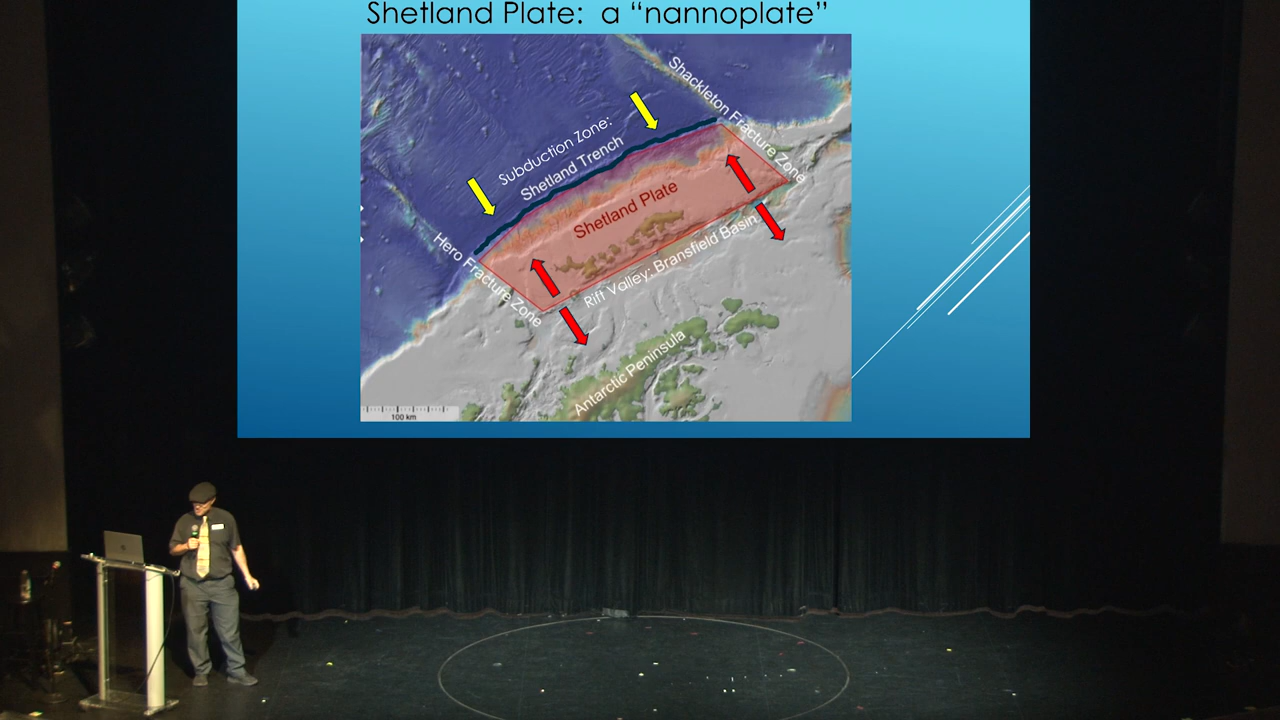 Shetland Plate: a “nannoplate”
Shackleton Fracture Zone
Subduction Zone:
Shetland Trench
Shetland Plate
Hero Fracture Zone
Rift Valley: Bransfield Basin
Antarctic Peninsula
100 km